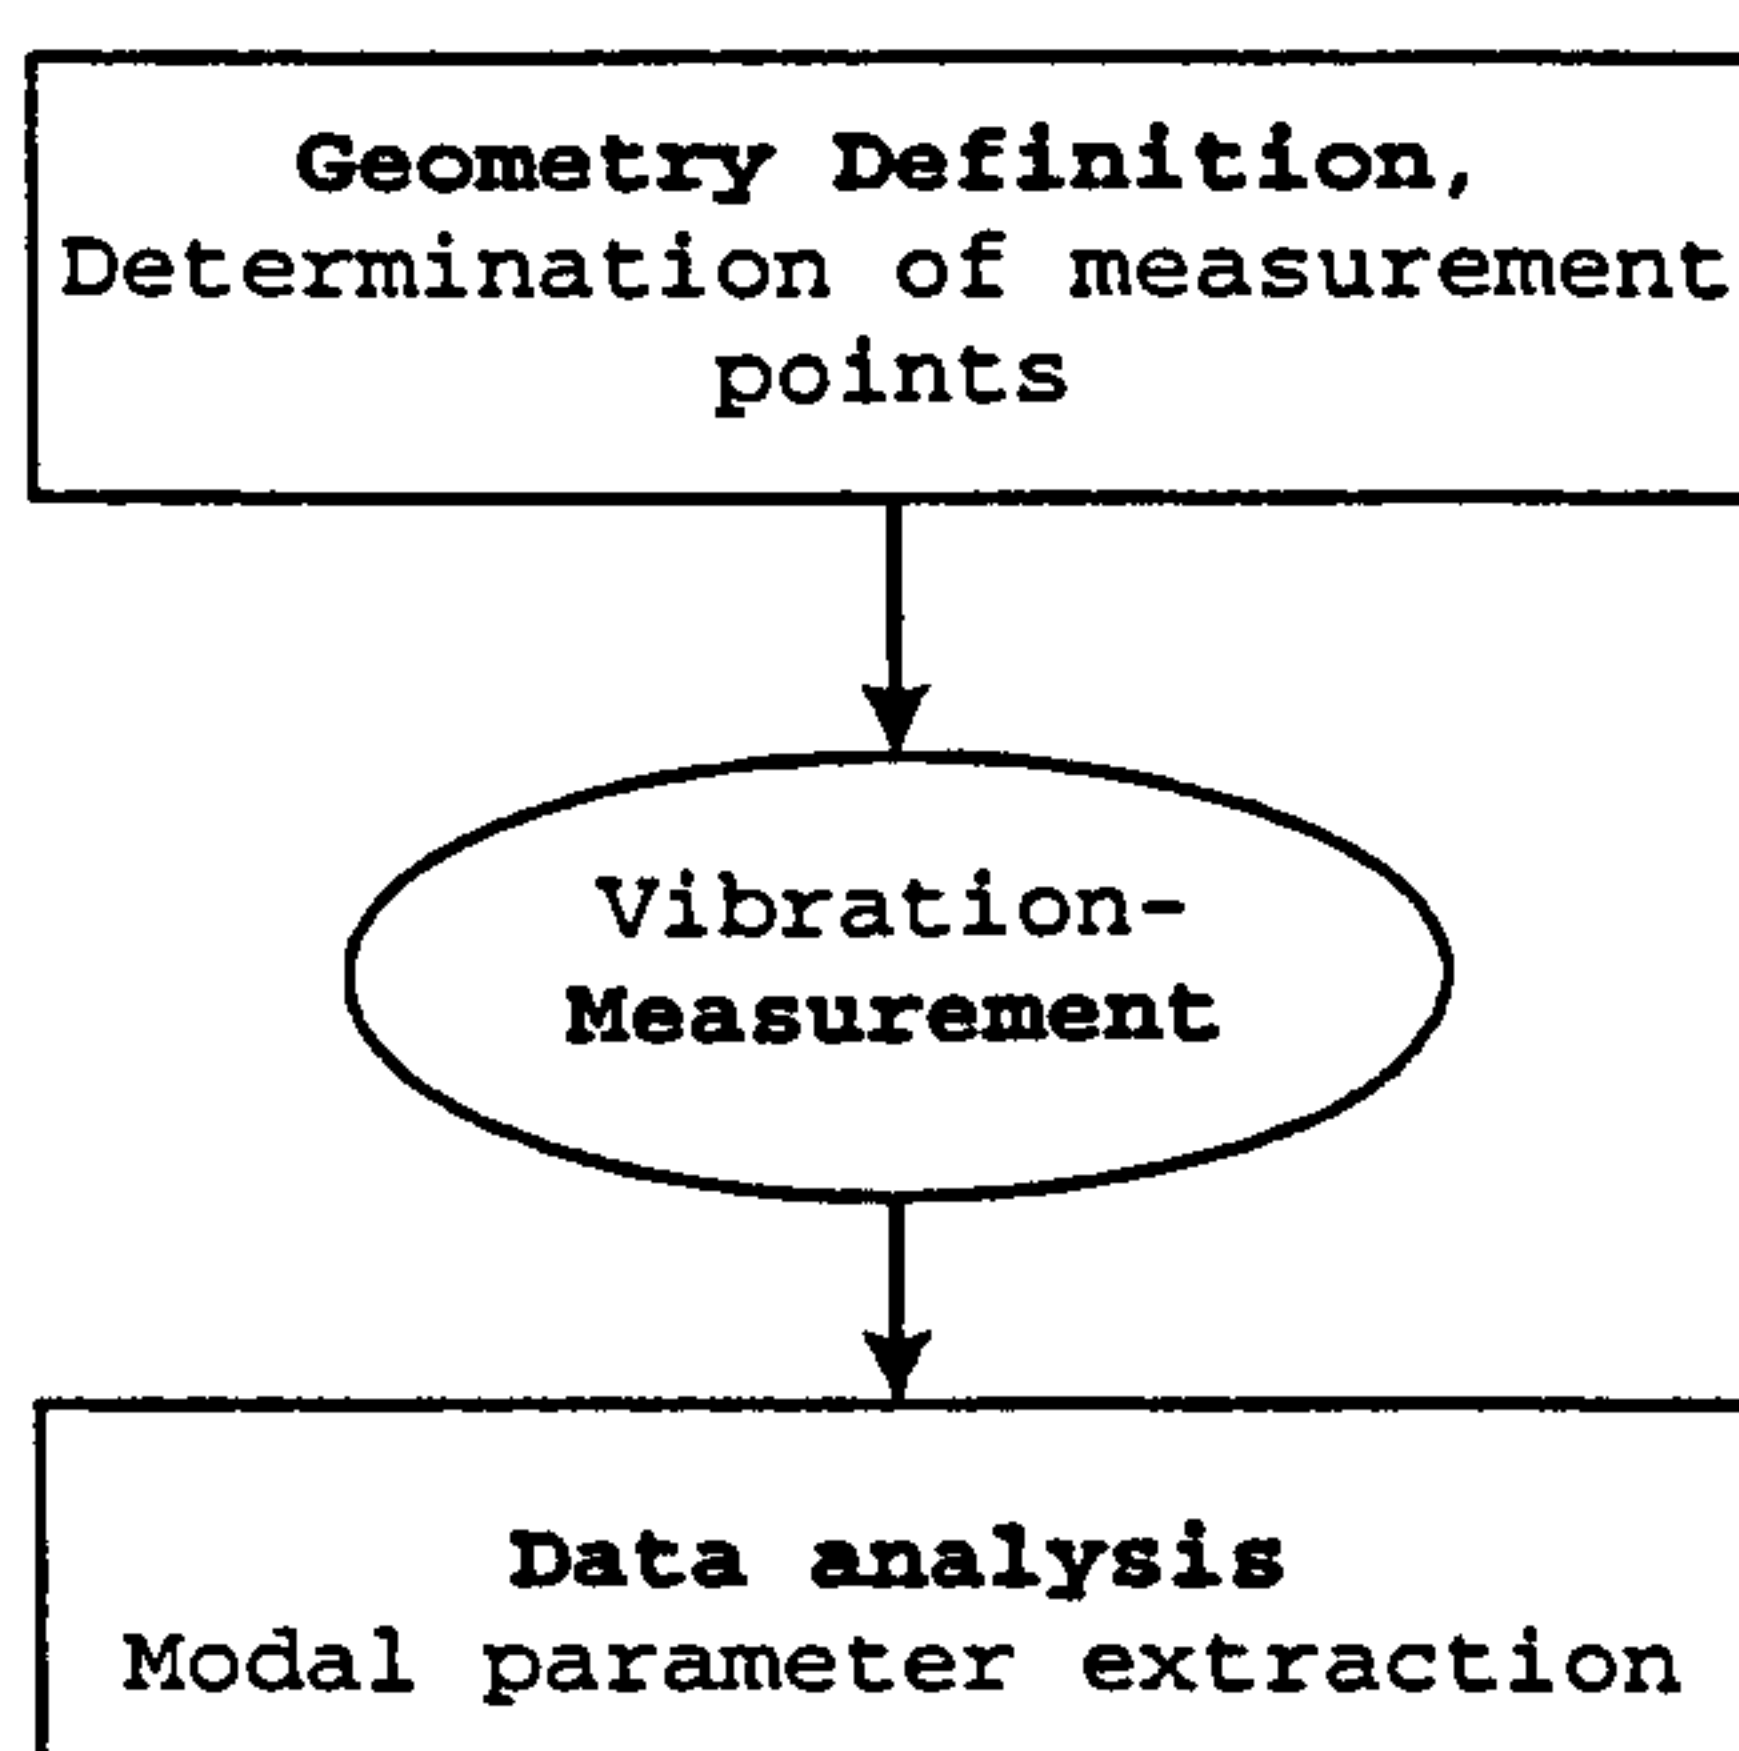 Geometry Definition,
Determination of measurement
points
Vibration-
Measurement
Data analysis
Modal parameter extraction